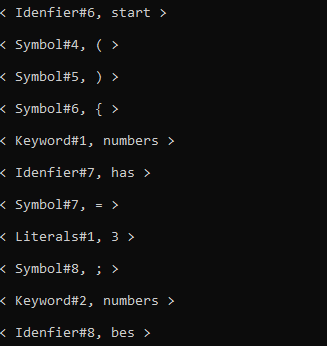 < Idenfier#6, start >
< Symbol#4, ( >
< Symbol#5, ) >
< Symbol#6, { >
< Keyword#1, numbers >
< Idenfier#7, has >
< Symbol#7, = >
< Literals#1, 3 >
< Symbol#8, ; >
< Keyword#2, numbers >
< Idenfier#8, bes >